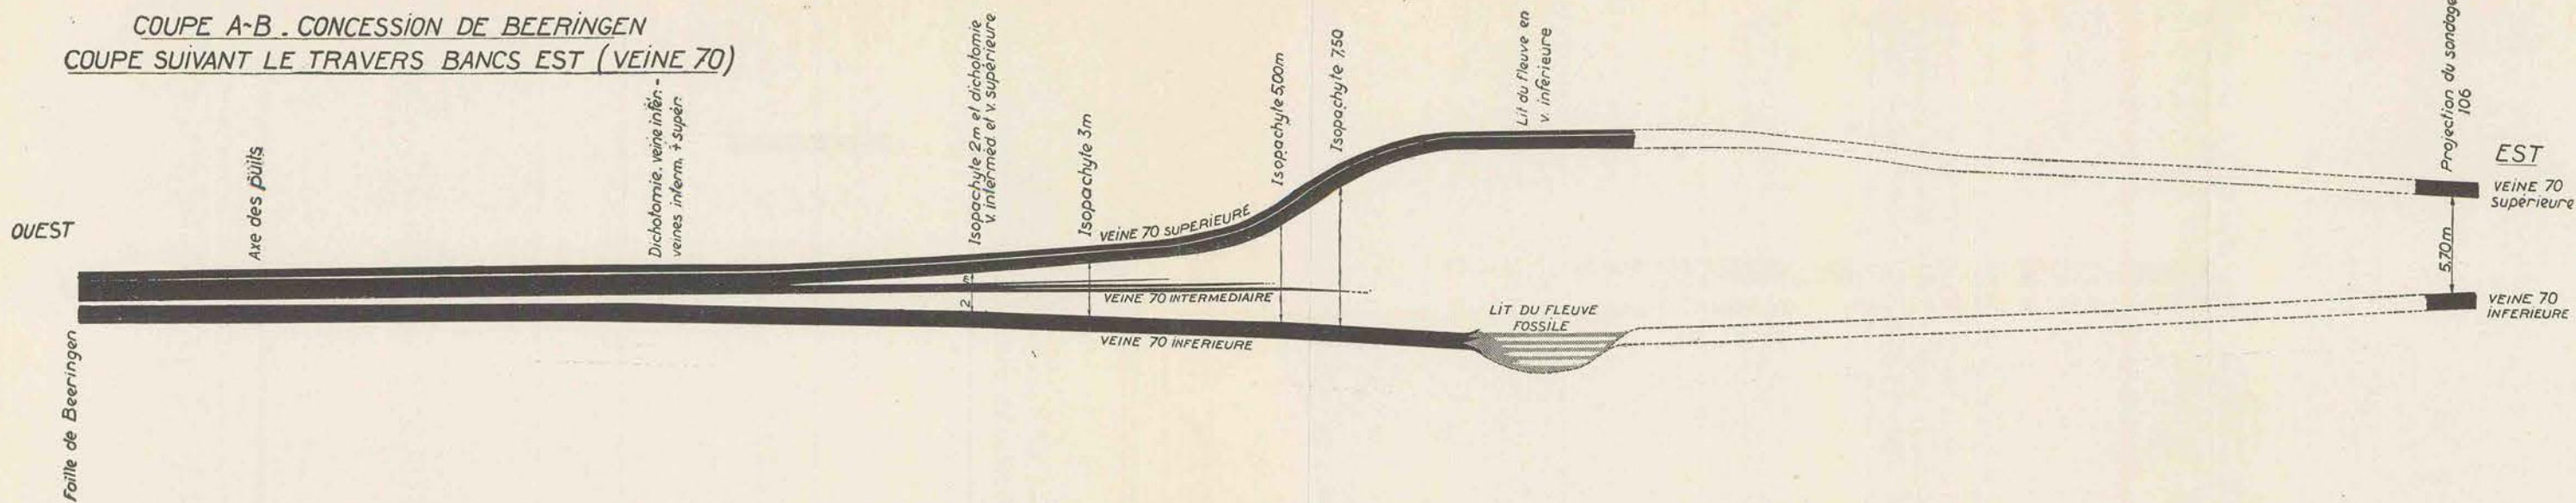 COUPE A-B. CONCESSION DE BEERINGEN
COUPE SUIVANT LE TRAVERS BANCS EST (VEINE 70)
OUEST
Faille de Beeringen
Axe des puits
Dichotomie. veine infér. -
veines interm. + super.
Isopachyte 2m et dichotomie
v. intermed. et v. supérieure
Isopachyte 3m
VEINE 70 SUPERIEURE
VEINE 70 INTERMEDIAIRE
VEINE 70 INFERIEURE
2
Isopachyte 5,00m
Isopachyte 7,50
Lit du fleuve en
v. inférieure
LIT DU FLEUVE
FOSSILE
Projection du sondage
106
EST
VEINE 70
Supérieure
5,70m
VEINE 70
INFERIEURE